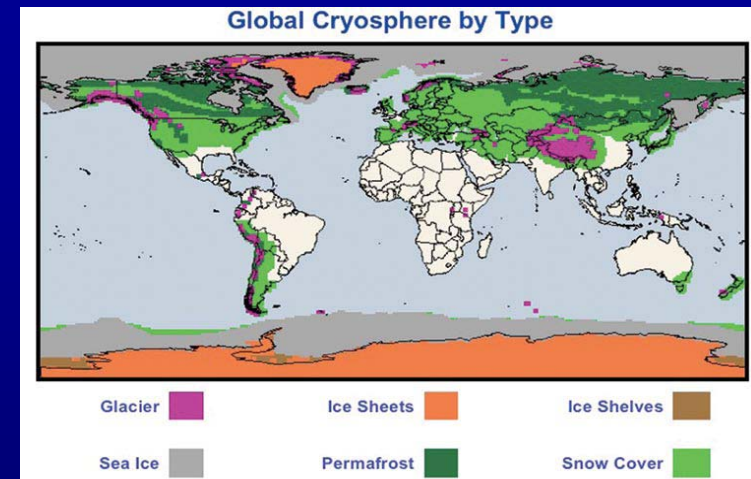 Global Cryosphere by Type
Glacier
Ice Sheets
Ice Shelves
Sea Ice
Permafrost
Snow Cover